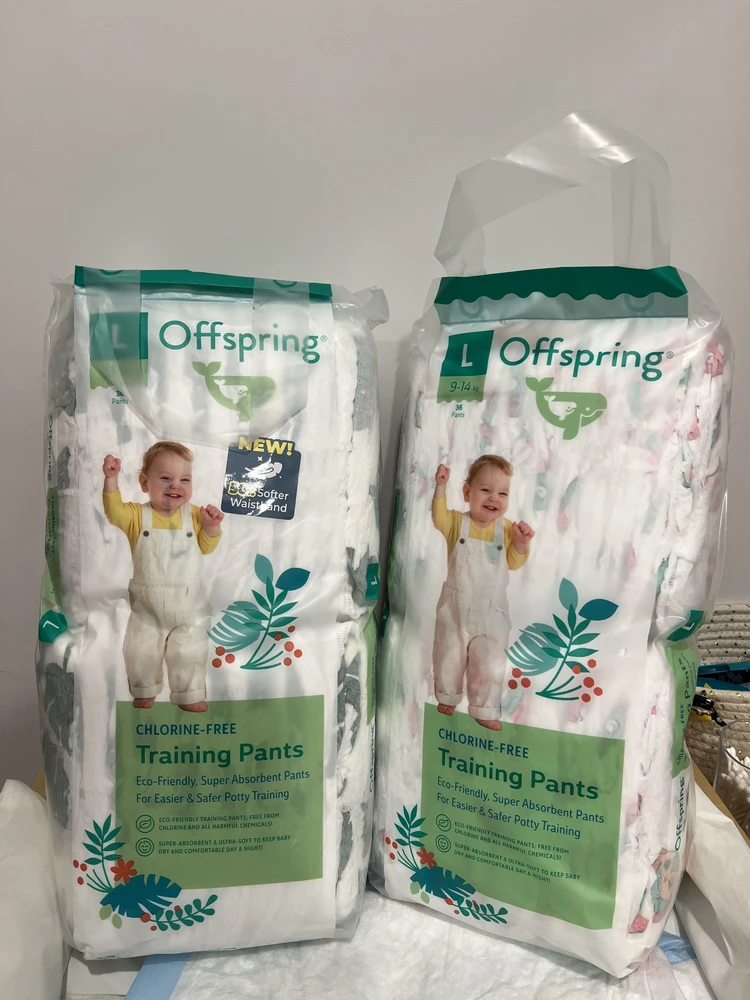 L
Offspring®
36
Pants
NEW!
Softer
Waistband
L
L
CHLORINE-FREE
Training Pants
Eco-Friendly, Super Absorbent Pants
For Easier & Safer Potty Training
ECO-FRIENDLY TRAINING PANTS; FREE FROM
CHLORINE AND ALL HARMFUL CHEMICALS!
SUPER-ABSORBENT & ULTRA-SOFT TO KEEP BABY
DRY AND COMFORTABLE DAY & NIGHT!
L
9-14 kg
Offspring®
36
Pants
L
CHLORINE-FREE
Training Pants
Eco-Friendly, Super Absorbent Pants
For Easier & Safer Potty Training
ECO-FRIENDLY TRAINING PANTS; FREE FROM
CHLORINE AND ALL HARMFUL CHEMICALS!
SUPER-ABSORBENT & ULTRA-SOFT TO KEEP BABY
DRY AND COMFORTABLE DAY & NIGHT!
Offspring